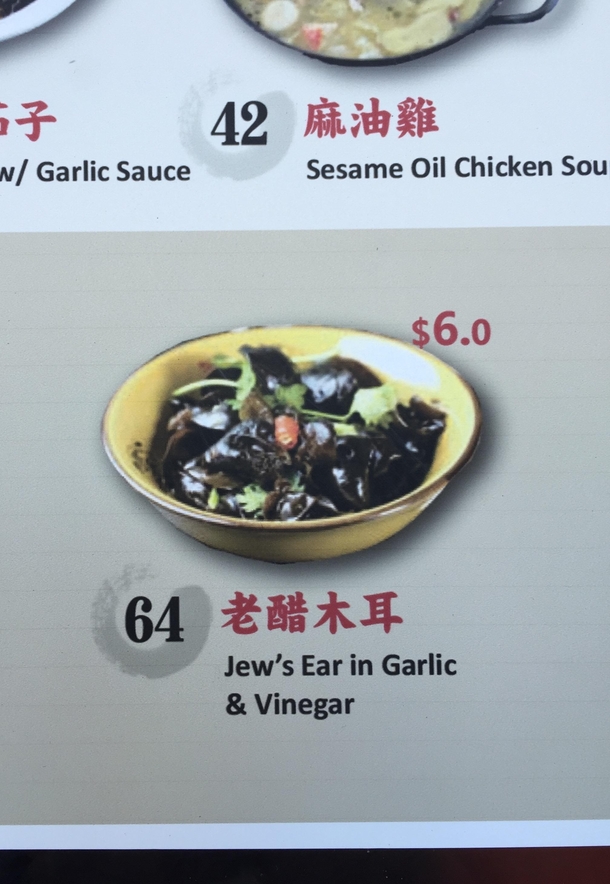 子
w/ Garlic Sauce
42 麻油雞
Sesame Oil Chicken
$6.0
64 老醋木耳
Jew's Ear in Garlic
& Vinegar